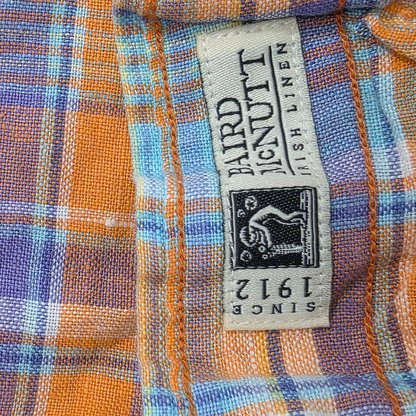 BAIRD
McNUTT
IRISH LINEN
SINCE
1912